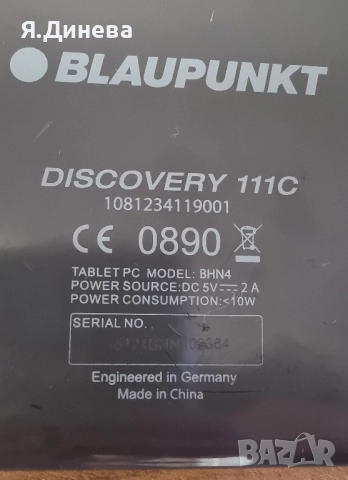 Я.Динева
BLAUPUNKT
DISCOVERY 111C
1081234119001
CE 0890
TABLET PC MODEL: BHN4
POWER SOURCE: DC 5V⎓2 A
POWER CONSUMPTION: <10W
SERIAL NO.
Engineered in Germany
Made in China
BAZAR